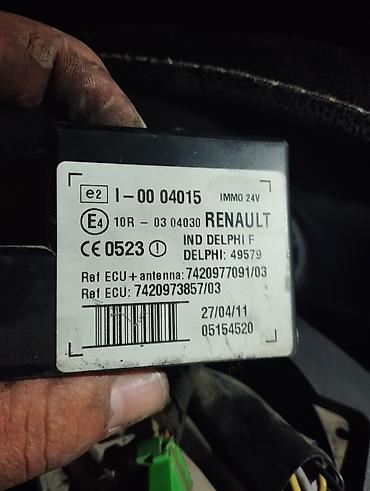 e2 I-00 04015 IMMO 24V
E4 10R - 03 04030 RENAULT
CE 0523 ! IND DELPHI F
DELPHI: 49579
Ref ECU + antenna: 7420977091/03
Ref ECU: 7420973857/03
27/04/11
05154520